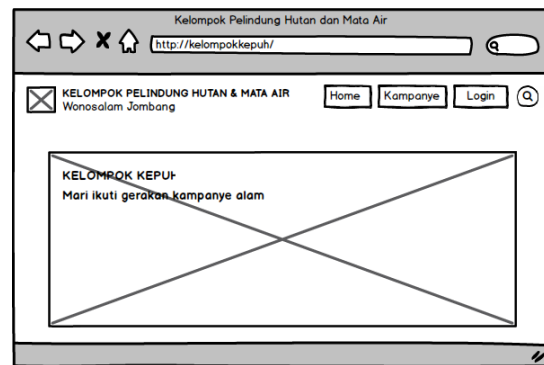 Kelompok Pelindung Hutan dan Mata Air
http://kelompokkepuh/
KELOMPOK PELINDUNG HUTAN & MATA AIR
Wonosalam Jombang
Home
Kampanye
Login
KELOMPOK KEPUH
Mari ikuti gerakan kampanye alam